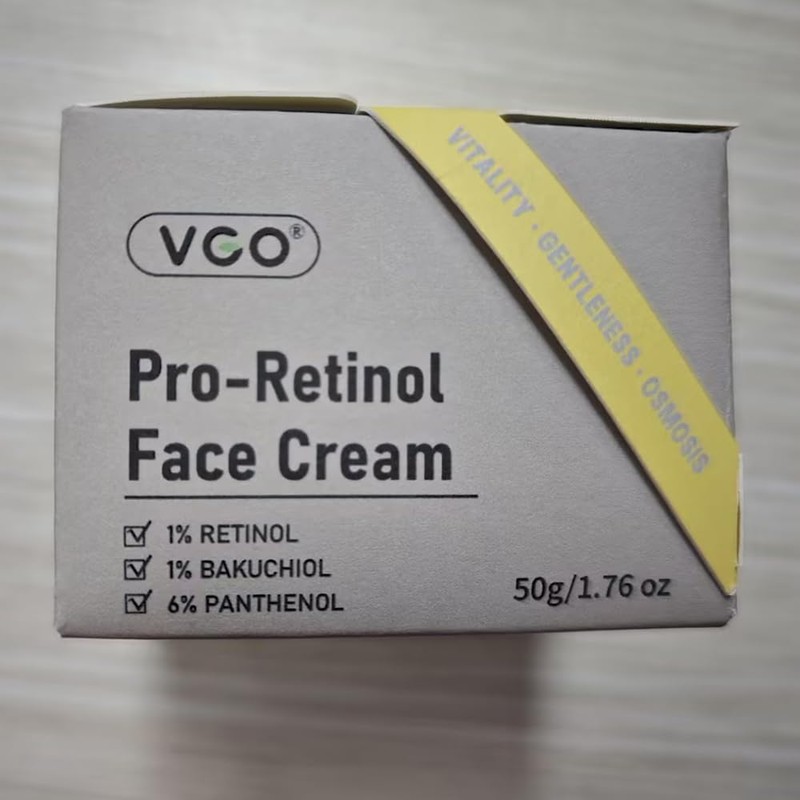 VGO®
Pro-Retinol
Face Cream
1% RETINOL
1% BAKUCHIOL
6% PANTHENOL
50g/1.76 oz
VITALITY · GENTLENESS · OSMOSIS